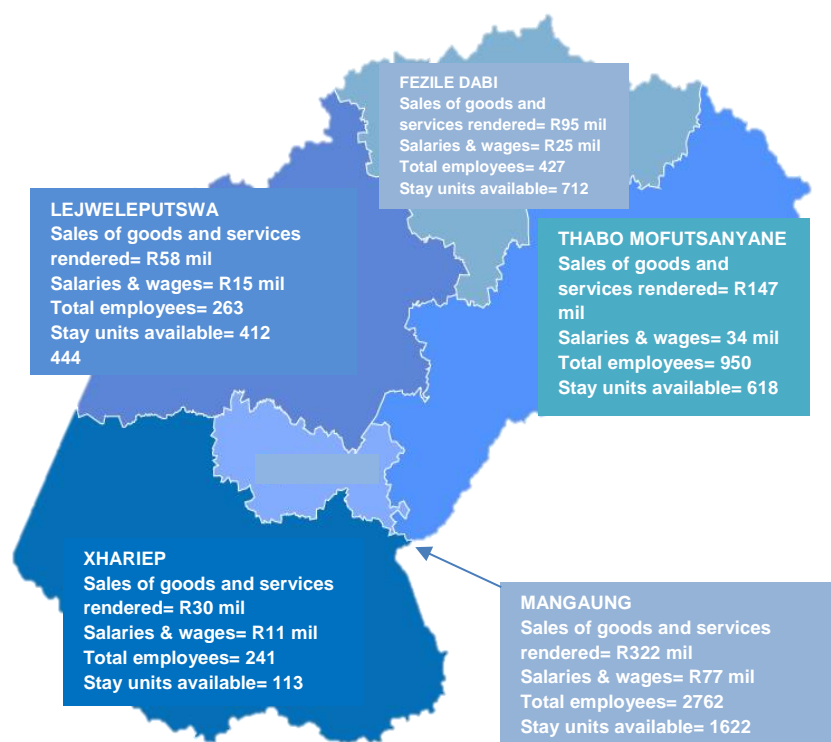 FEZILE DABI
Sales of goods and
services rendered= R95 mil
Salaries & wages= R25 mil
Total employees= 427
Stay units available= 712
LEJWELEPUTSWA
Sales of goods and services
rendered= R58 mil
Salaries & wages= R15 mil
Total employees= 263
Stay units available= 412
444
THABO MOFUTSANYANE
Sales of goods and
services rendered= R147
mil
Salaries & wages= 34 mil
Total employees= 950
Stay units available= 618
XHARIEP
Sales of goods and services
rendered= R30 mil
Salaries & wages= R11 mil
Total employees= 241
Stay units available= 113
MANGAUNG
Sales of goods and services
rendered= R322 mil
Salaries & wages= R77 mil
Total employees= 2762
Stay units available= 1622